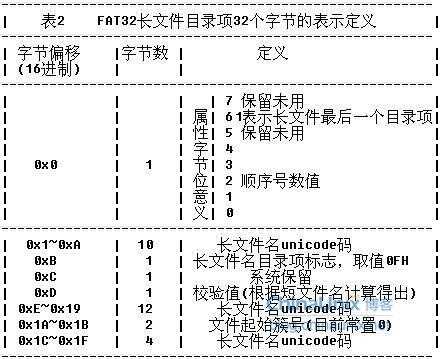 表2 FAT32长文件目录项32个字节的表示定义
字节偏移 字节数 定义
(16进制)
7 保留未用
属 6 1表示长文件最后一个目录项
性 5 保留未用
字 4
0x0 1 节 3
位 2 顺序号数值
意 1
义 0
0x1~0xA 10 长文件名unicode码
0xB 1 长文件名目录项标志,取值0FH
0xC 1 系统保留
0xD 1 校验值(根据短文件名计算得出)
0xE~0x19 12 长文件名unicode码
0x1A~0x1B 2 文件起始簇号(目前常置0)
0x1C~0x1F 4 长文件名unicode码
ChinaUnix 博客